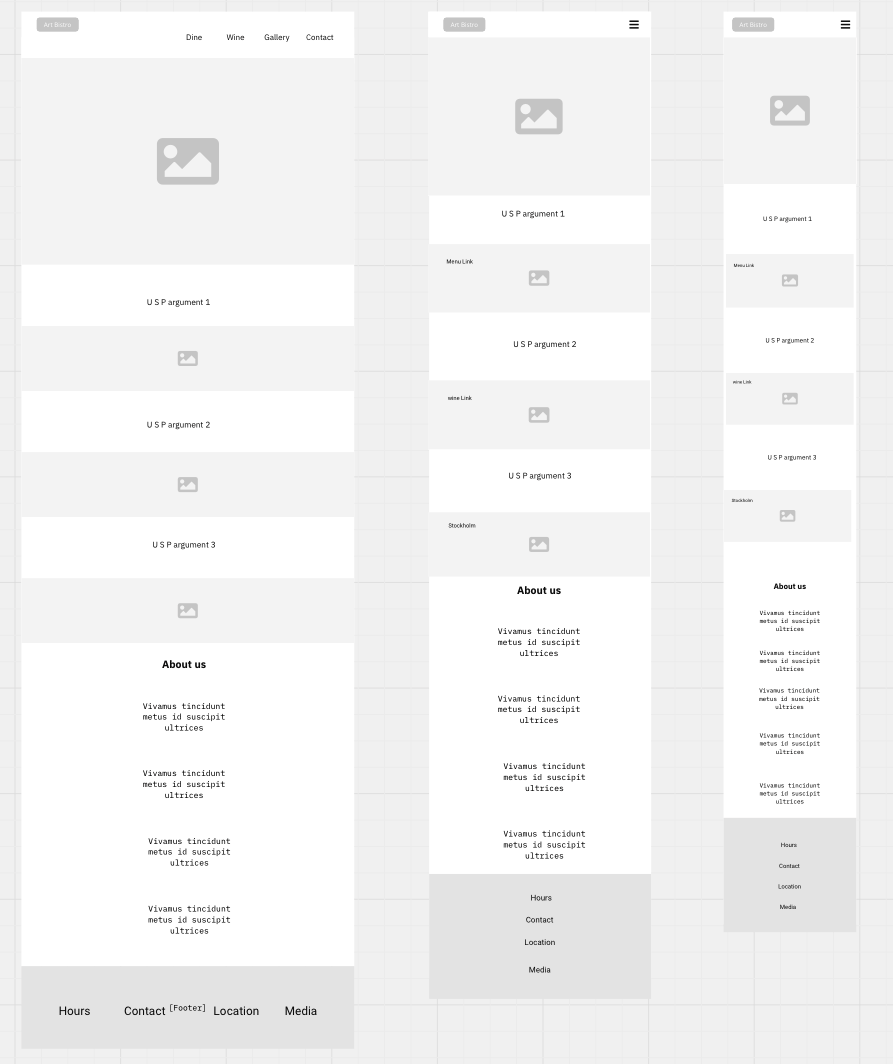 Art Bistro
Dine Wine Gallery Contact
U S P argument 1
U S P argument 2
U S P argument 3
About us
Vivamus tincidunt
metus id suscipit
ultrices
Vivamus tincidunt
metus id suscipit
ultrices
Vivamus tincidunt
metus id suscipit
ultrices
Vivamus tincidunt
metus id suscipit
ultrices
Hours Contact [Footer] Location Media
Art Bistro
U S P argument 1
Menu Link
U S P argument 2
wine Link
U S P argument 3
Stockholm
About us
Vivamus tincidunt
metus id suscipit
ultrices
Vivamus tincidunt
metus id suscipit
ultrices
Vivamus tincidunt
metus id suscipit
ultrices
Vivamus tincidunt
metus id suscipit
ultrices
Hours
Contact
Location
Media
Art Bistro
U S P argument 1
Menu Link
U S P argument 2
wine Link
U S P argument 3
Stockholm
About us
Vivamus tincidunt
metus id suscipit
ultrices
Vivamus tincidunt
metus id suscipit
ultrices
Vivamus tincidunt
metus id suscipit
ultrices
Vivamus tincidunt
metus id suscipit
ultrices
Vivamus tincidunt
metus id suscipit
ultrices
Hours
Contact
Location
Media